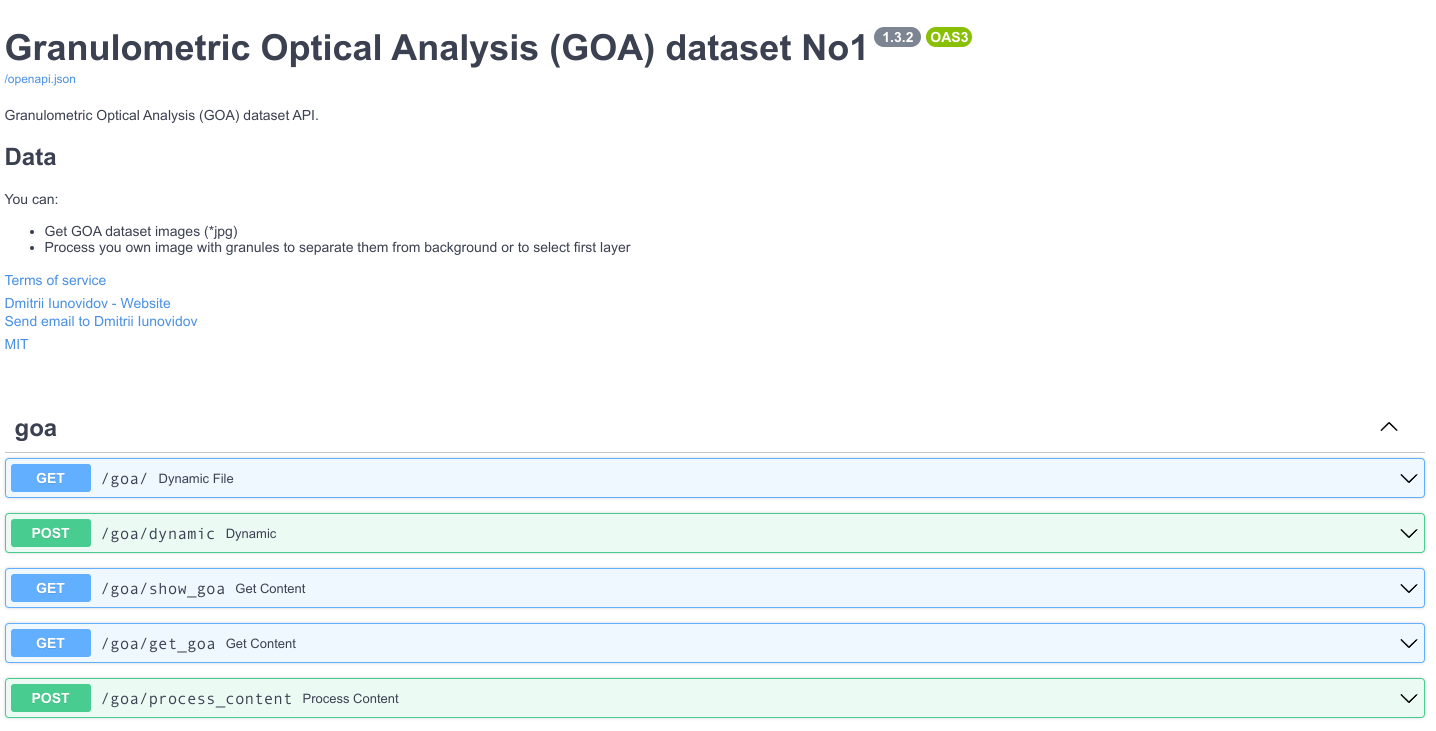 Granulometric Optical Analysis (GOA) dataset No1 1.3.2 OAS3
/openapi.json
Granulometric Optical Analysis (GOA) dataset API.
Data
You can:
Get GOA dataset images (*jpg)
Process you own image with granules to separate them from background or to select first layer
Terms of service
Dmitrii Iunovidov - Website
Send email to Dmitrii Iunovidov
MIT
goa
GET /goa/ Dynamic File
POST /goa/dynamic Dynamic
GET /goa/show_goa Get Content
GET /goa/get_goa Get Content
POST /goa/process_content Process Content